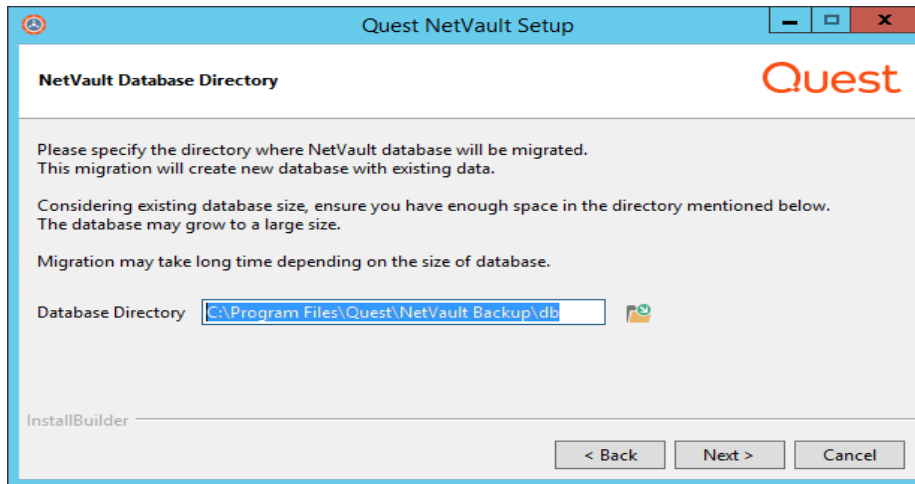 Quest NetVault Setup
NetVault Database Directory
Quest
Please specify the directory where NetVault database will be migrated.
This migration will create new database with existing data.
Considering existing database size, ensure you have enough space in the directory mentioned below.
The database may grow to a large size.
Migration may take long time depending on the size of database.
Database Directory C:\Program Files\Quest\NetVault Backup\db
InstallBuilder
< Back Next > Cancel